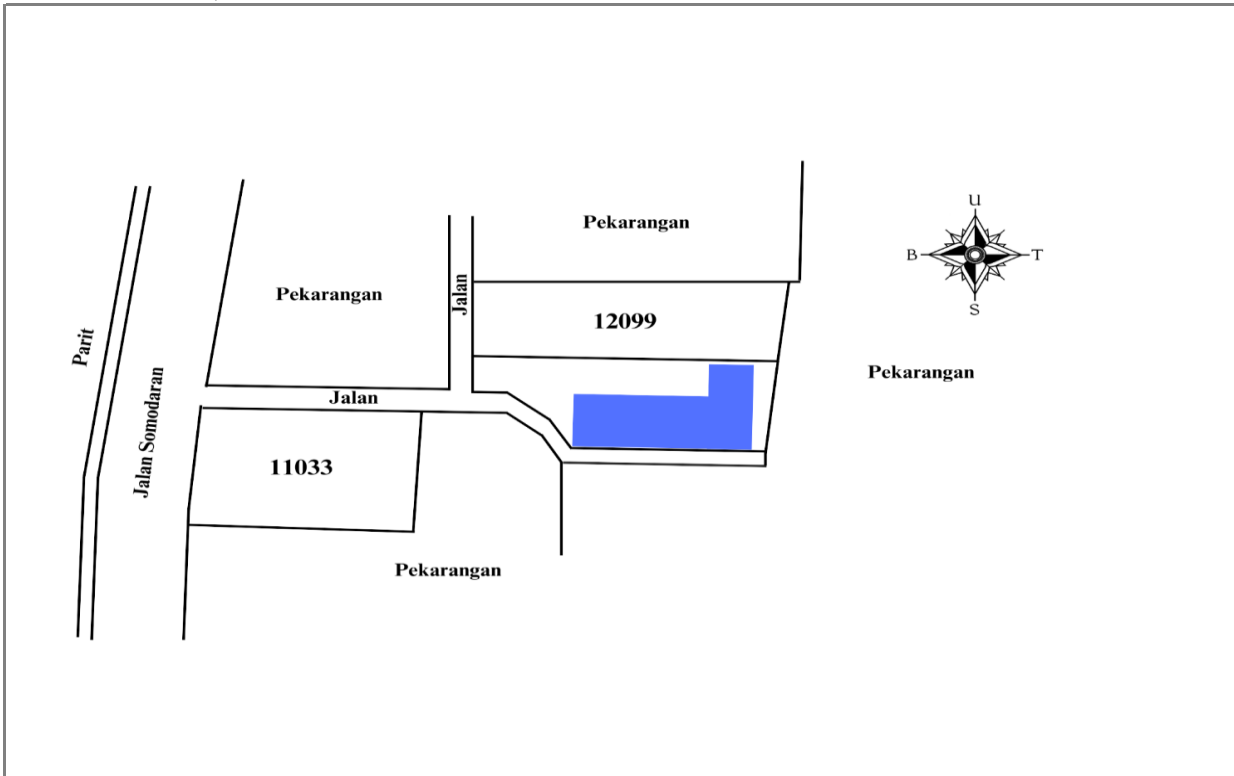 U
B
T
S
Pekarangan
Pekarangan
Jalan
12099
Parit
Pekarangan
Jalan Somodaran
Jalan
11033
Pekarangan